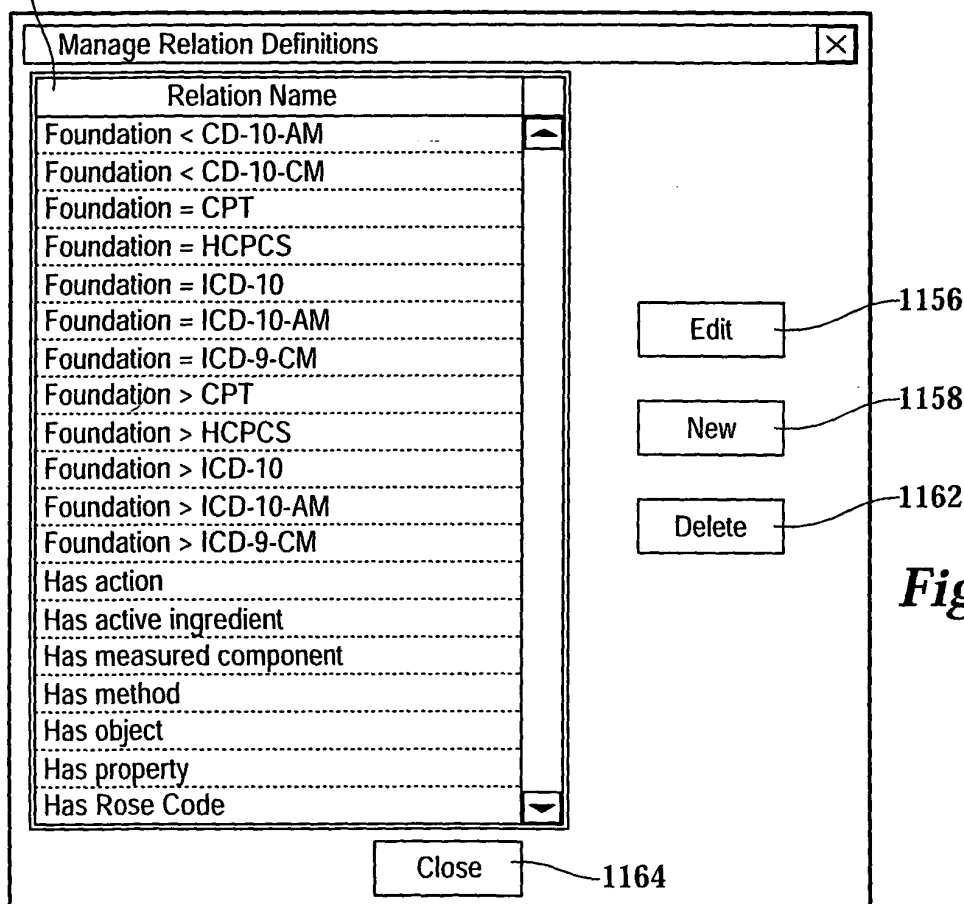 Manage Relation Definitions
Relation Name
Foundation < CD-10-AM
Foundation < CD-10-CM
Foundation = CPT
Foundation = HCPCS
Foundation = ICD-10
Foundation = ICD-10-AM
Foundation = ICD-9-CM
Foundation > CPT
Foundation > HCPCS
Foundation > ICD-10
Foundation > ICD-10-AM
Foundation > ICD-9-CM
Has action
Has active ingredient
Has measured component
Has method
Has object
Has property
Has Rose Code
Edit
1156
New
1158
Delete
1162
Fig
Close
1164